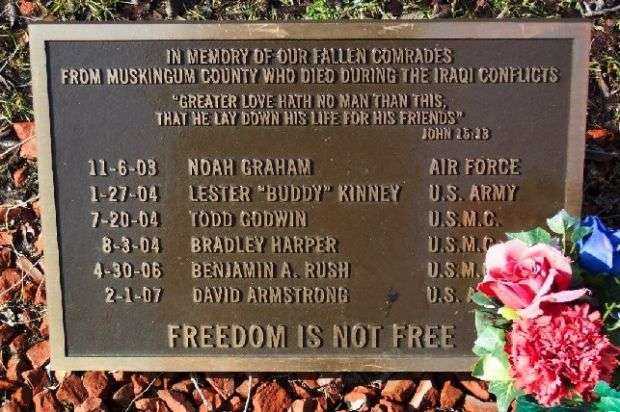 IN MEMORY OF OUR FALLEN COMRADES
FROM MUSKINGUM COUNTY WHO DIED DURING THE IRAQI CONFLICTS
"GREATER LOVE HATH NO MAN THAN THIS,
THAT HE LAY DOWN HIS LIFE FOR HIS FRIENDS"
JOHN 15:13
11-6-03 NOAH GRAHAM AIR FORCE
1-27-04 LESTER "BUDDY" KINNEY U.S. ARMY
7-20-04 TODD GODWIN U.S.M.C.
8-3-04 BRADLEY HARPER U.S.M.C.
4-30-06 BENJAMIN A. RUSH U.S.M.
2-1-07 DAVID ARMSTRONG U.S.
FREEDOM IS NOT FREE